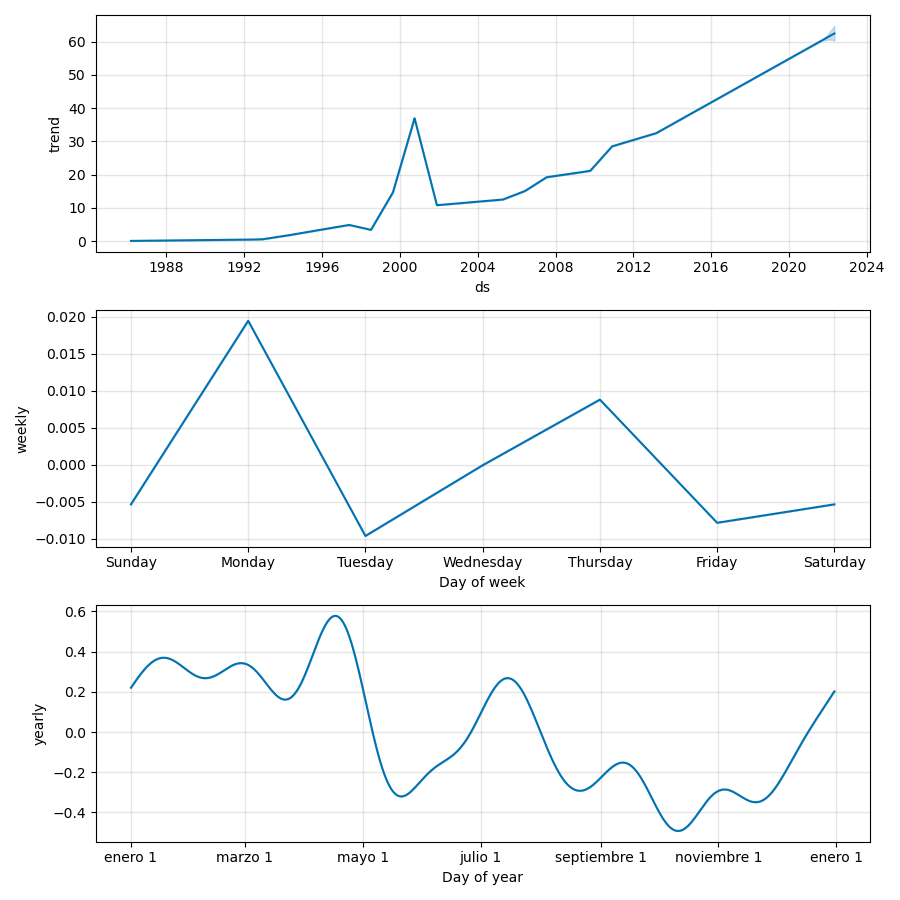 60
50
40
30
20
10
0
trend
1988 1992 1996 2000 2004 2008 2012 2016 2020 2024
ds
0.020
0.015
0.010
0.005
0.000
−0.005
−0.010
weekly
Sunday Monday Tuesday Wednesday Thursday Friday Saturday
Day of week
0.6
0.4
0.2
0.0
−0.2
−0.4
yearly
enero 1 marzo 1 mayo 1 julio 1 septiembre 1 noviembre 1 enero 1
Day of year